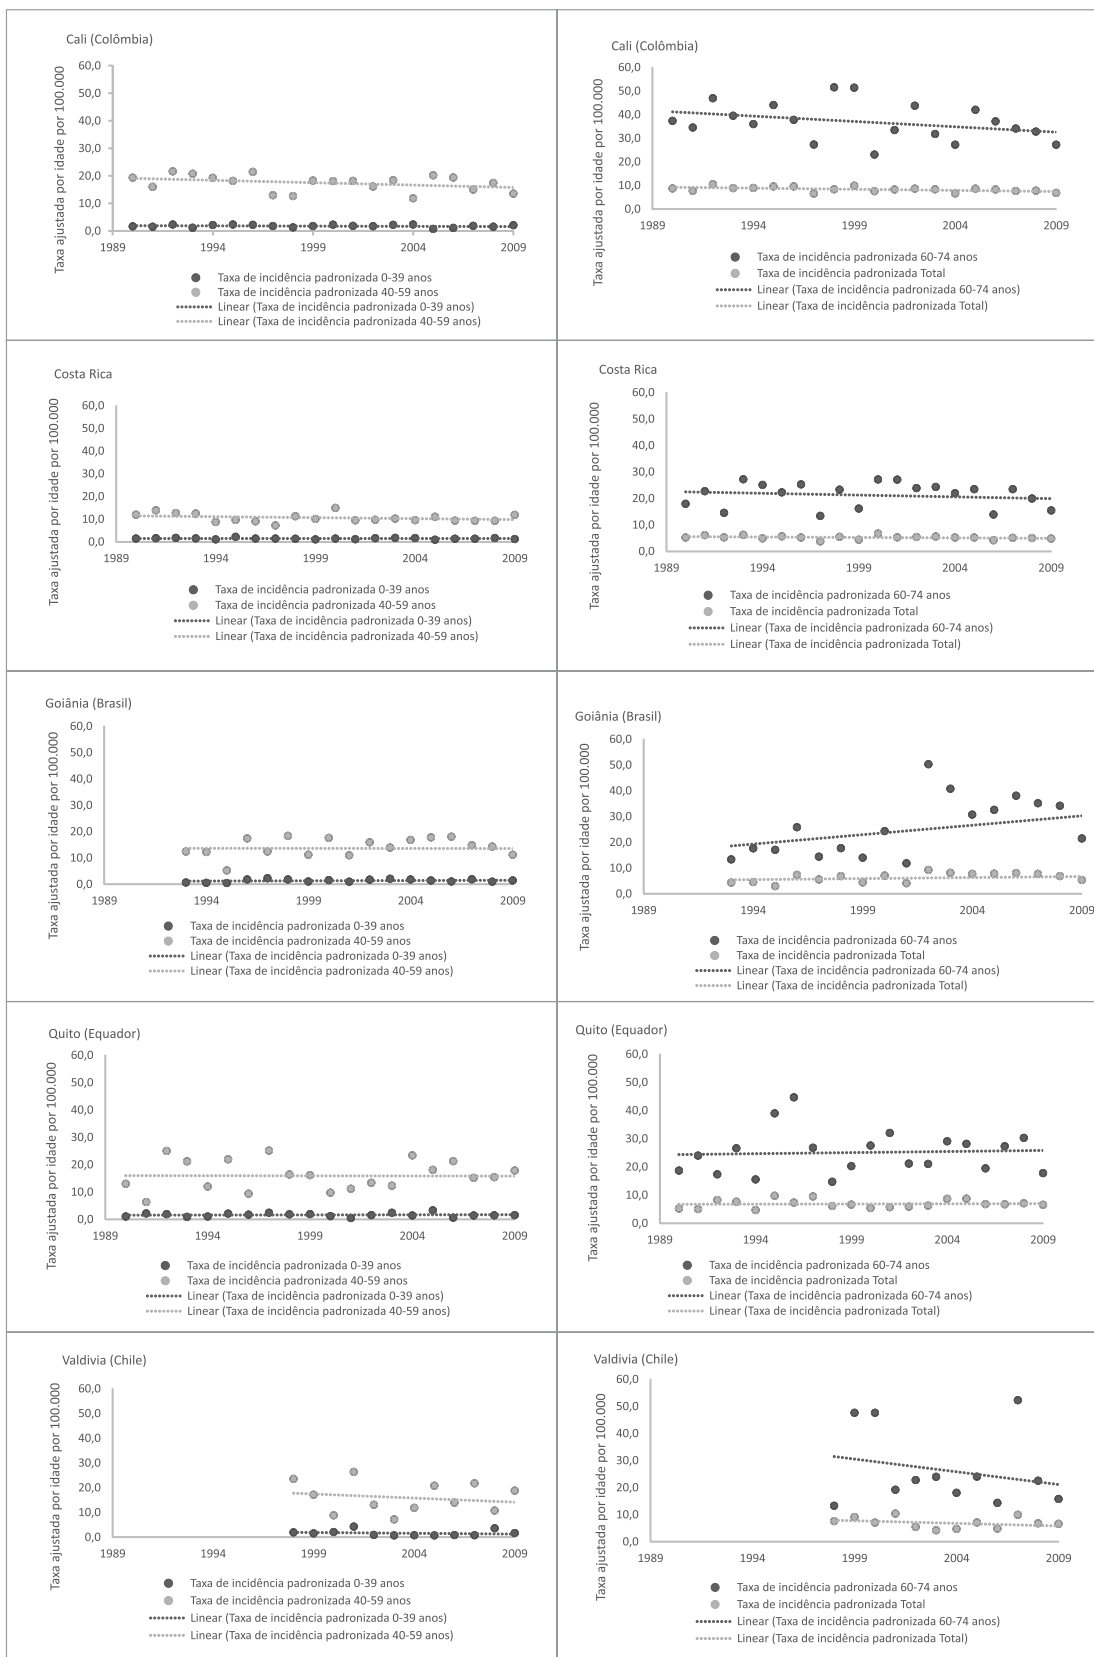 Cali (Colômbia)
Taxa ajustada por idade por 100.000
60,0
50,0
40,0
30,0
20,0
10,0
0,0
1989
1994
1999
2004
2009
Taxa de incidência padronizada 0-39 anos
Taxa de incidência padronizada 40-59 anos
Linear (Taxa de incidência padronizada 0-39 anos)
Linear (Taxa de incidência padronizada 40-59 anos)
Cali (Colômbia)
Taxa ajustada por idade por 100.000
60,0
50,0
40,0
30,0
20,0
10,0
0,0
1989
1994
1999
2004
2009
Taxa de incidência padronizada 60-74 anos
Taxa de incidência padronizada Total
Linear (Taxa de incidência padronizada 60-74 anos)
Linear (Taxa de incidência padronizada Total)
Costa Rica
Taxa ajustada por idade por 100.000
60,0
50,0
40,0
30,0
20,0
10,0
0,0
1989
1994
1999
2004
2009
Taxa de incidência padronizada 0-39 anos
Taxa de incidência padronizada 40-59 anos
Linear (Taxa de incidência padronizada 0-39 anos)
Linear (Taxa de incidência padronizada 40-59 anos)
Costa Rica
Taxa ajustada por idade por 100.000
60,0
50,0
40,0
30,0
20,0
10,0
0,0
1989
1994
1999
2004
2009
Taxa de incidência padronizada 60-74 anos
Taxa de incidência padronizada Total
Linear (Taxa de incidência padronizada 60-74 anos)
Linear (Taxa de incidência padronizada Total)
Goiânia (Brasil)
Taxa ajustada por idade por 100.000
60,0
50,0
40,0
30,0
20,0
10,0
0,0
1989
1994
1999
2004
2009
Taxa de incidência padronizada 0-39 anos
Taxa de incidência padronizada 40-59 anos
Linear (Taxa de incidência padronizada 0-39 anos)
Linear (Taxa de incidência padronizada 40-59 anos)
Goiânia (Brasil)
Taxa ajustada por idade por 100.000
60,0
50,0
40,0
30,0
20,0
10,0
0,0
1989
1994
1999
2004
2009
Taxa de incidência padronizada 60-74 anos
Taxa de incidência padronizada Total
Linear (Taxa de incidência padronizada 60-74 anos)
Linear (Taxa de incidência padronizada Total)
Quito (Equador)
Taxa ajustada por idade por 100.000
60,0
50,0
40,0
30,0
20,0
10,0
0,0
1989
1994
1999
2004
2009
Taxa de incidência padronizada 0-39 anos
Taxa de incidência padronizada 40-59 anos
Linear (Taxa de incidência padronizada 0-39 anos)
Linear (Taxa de incidência padronizada 40-59 anos)
Quito (Equador)
Taxa ajustada por idade por 100.000
60,0
50,0
40,0
30,0
20,0
10,0
0,0
1989
1994
1999
2004
2009
Taxa de incidência padronizada 60-74 anos
Taxa de incidência padronizada Total
Linear (Taxa de incidência padronizada 60-74 anos)
Linear (Taxa de incidência padronizada Total)
Valdivia (Chile)
Taxa ajustada por idade por 100.000
60,0
50,0
40,0
30,0
20,0
10,0
0,0
1989
1994
1999
2004
2009
Taxa de incidência padronizada 0-39 anos
Taxa de incidência padronizada 40-59 anos
Linear (Taxa de incidência padronizada 0-39 anos)
Linear (Taxa de incidência padronizada 40-59 anos)
Valdivia (Chile)
Taxa ajustada por idade por 100.000
60,0
50,0
40,0
30,0
20,0
10,0
0,0
1989
1994
1999
2004
2009
Taxa de incidência padronizada 60-74 anos
Taxa de incidência padronizada Total
Linear (Taxa de incidência padronizada 60-74 anos)
Linear (Taxa de incidência padronizada Total)